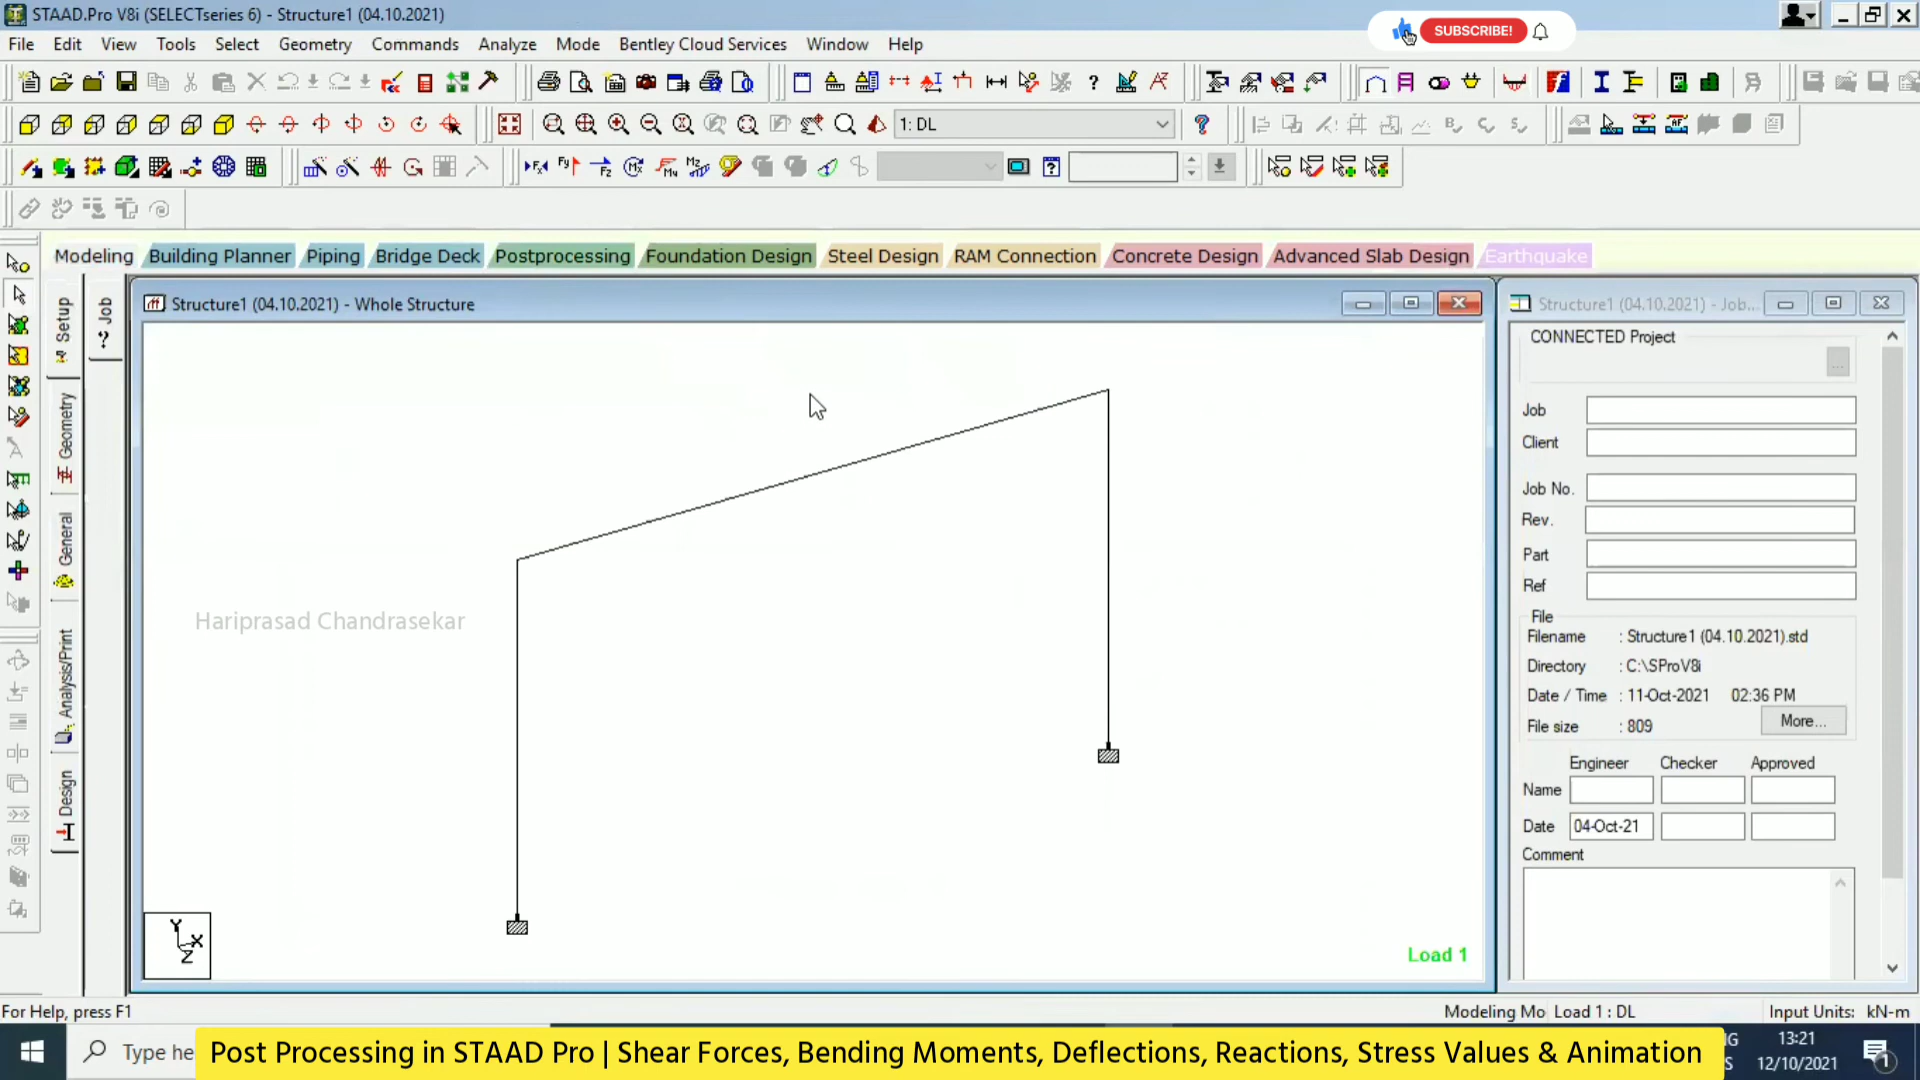 STAAD.Pro V8i (SELECTseries 6) - Structure1 (04.10.2021)
File Edit View Tools Select Geometry Commands Analyze Mode Bentley Cloud Services Window Help
SUBSCRIBE!
1: DL
Modeling Building Planner Piping Bridge Deck Postprocessing Foundation Design Steel Design RAM Connection Concrete Design Advanced Slab Design Earthquake
Setup
Geometry
General
Analysis/Print
Design
Job
Structure1 (04.10.2021) - Whole Structure
Hariprasad Chandrasekar
Y
X
Z
Load 1
Structure1 (04.10.2021) - Job...
CONNECTED Project
...
Job
Client
Job No.
Rev.
Part
Ref
File
Filename : Structure1 (04.10.2021).std
Directory : C:\SProV8i
Date / Time : 11-Oct-2021 02:36 PM
File size : 809
More...
Engineer Checker Approved
Name
Date 04-Oct-21
Comment
For Help, press F1
Modeling Mo Load 1 : DL Input Units: kN-m
Type he
Post Processing in STAAD Pro | Shear Forces, Bending Moments, Deflections, Reactions, Stress Values & Animation
13:21
12/10/2021
1